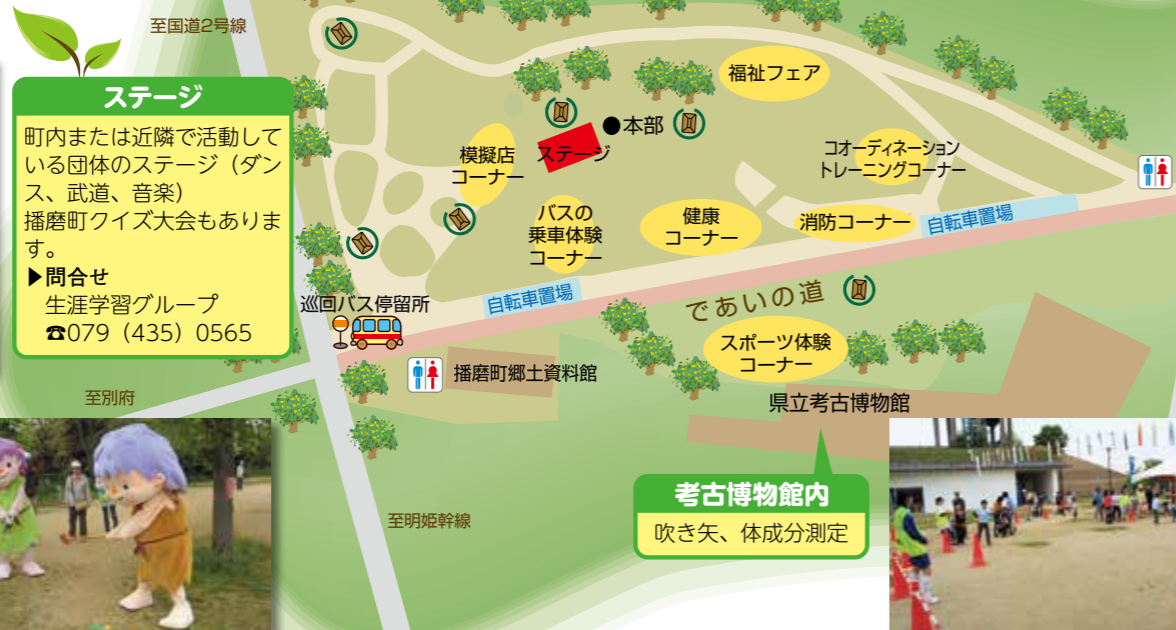 至国道2号線
ステージ
町内または近隣で活動して
いる団体のステージ(ダン
ス、武道、音楽)
播磨町クイズ大会もありま
す。
▶問合せ
生涯学習グループ
☎079(435)0565
福祉フェア
●本部
ステージ
模擬店
コーナー
コオーディネーション
トレーニングコーナー
バスの
乗車体験
コーナー
健康
コーナー
消防コーナー
自転車置場
自転車置場
であいの道
巡回バス停留所
スポーツ体験
コーナー
播磨町郷土資料館
県立考古博物館
至別府
考古博物館内
吹き矢、体成分測定
至明姫幹線